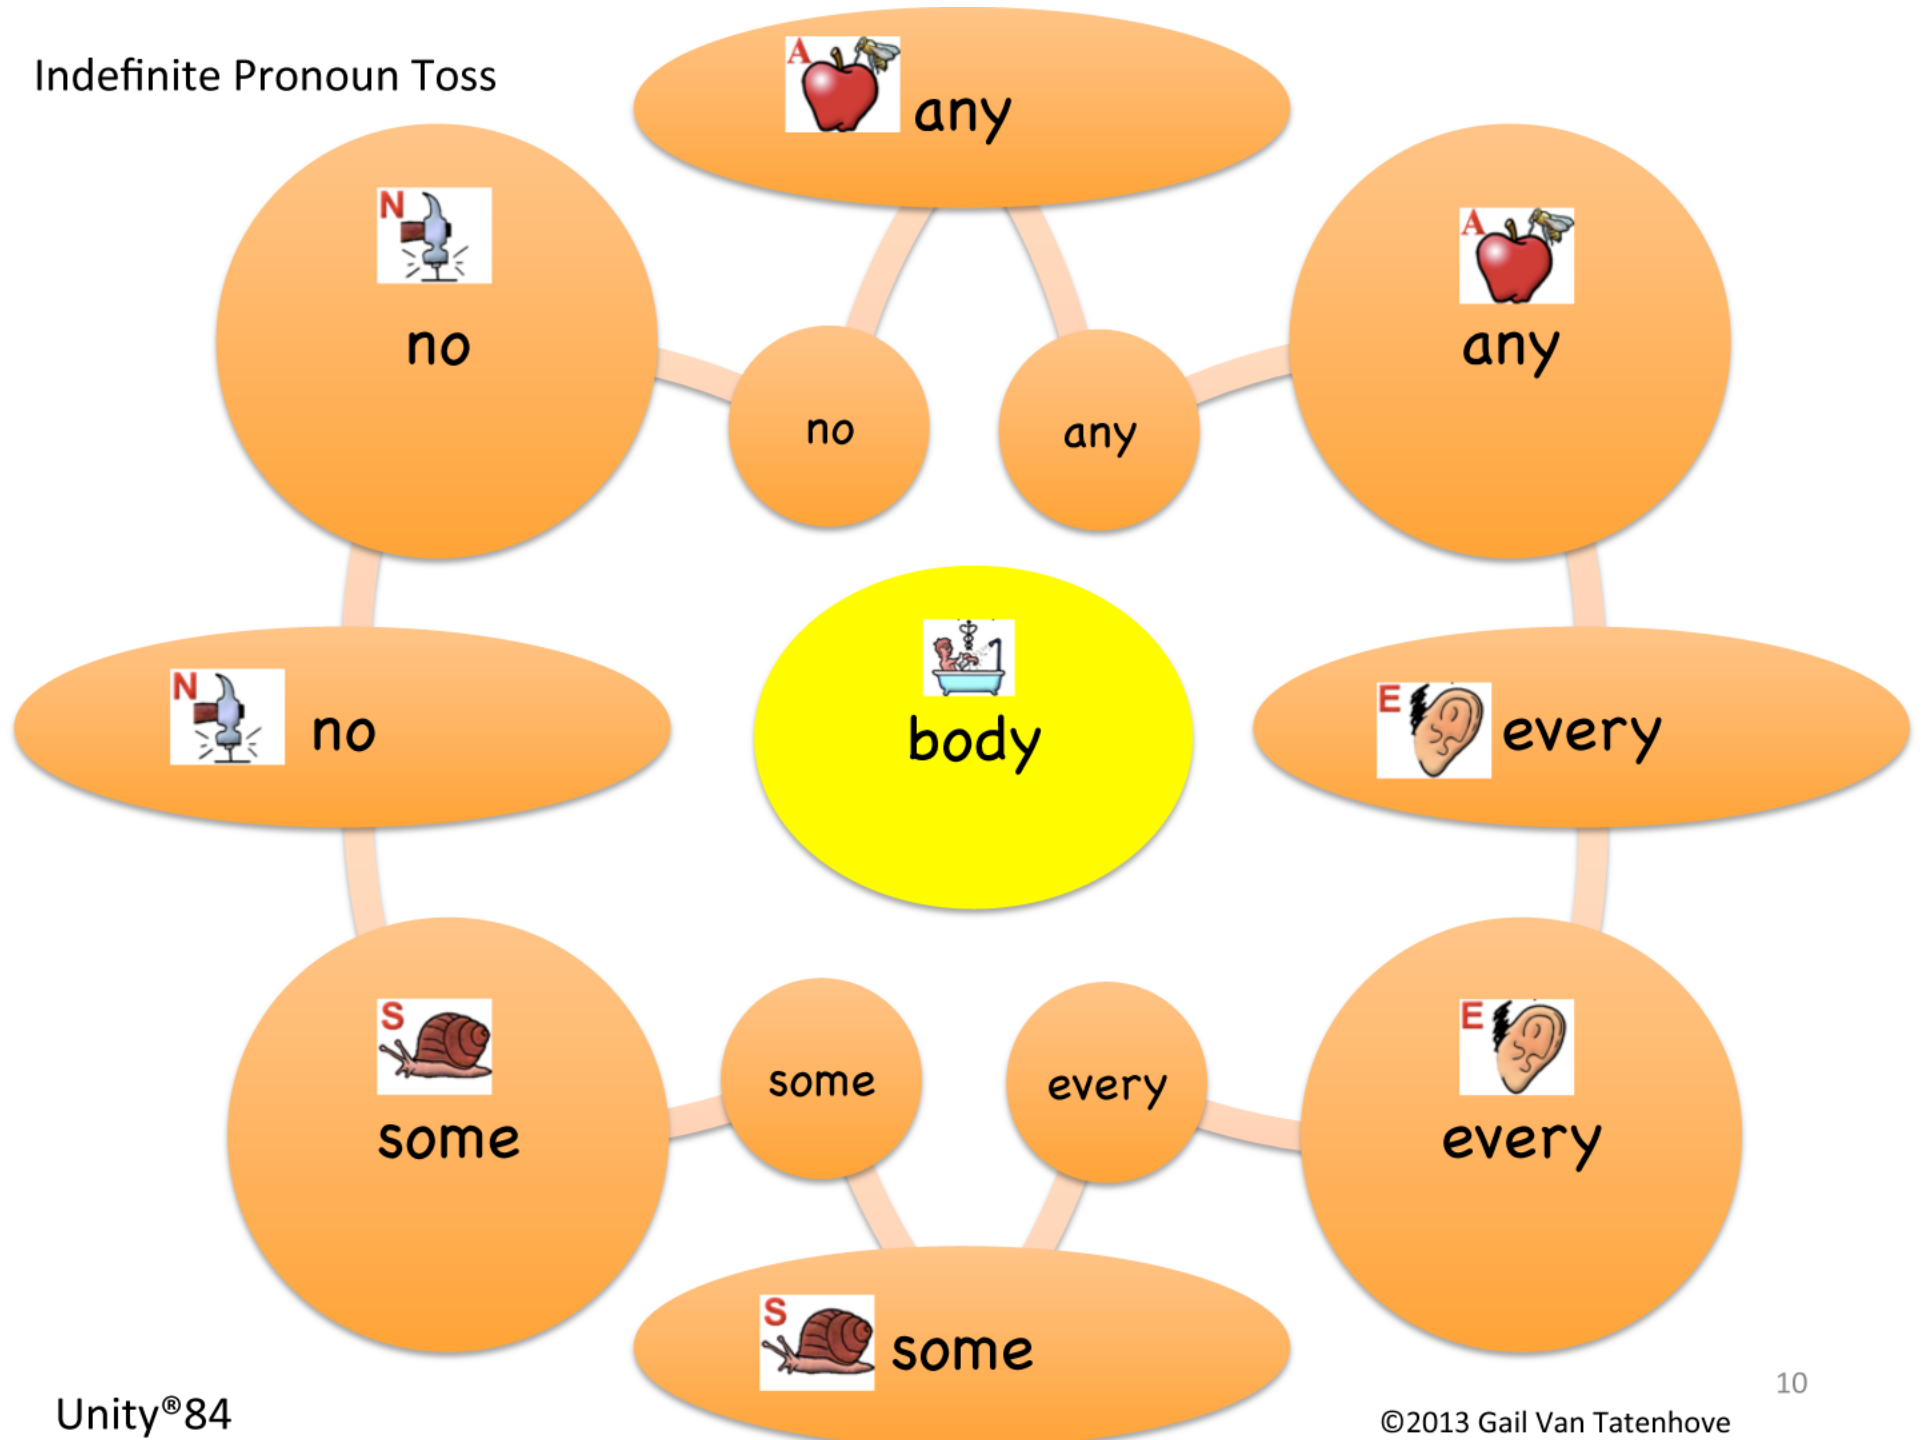 Indefinite Pronoun Toss
A
any
N
no
A
any
no
any
N
no
body
E
every
S
some
some
every
E
every
S
some
10
Unity®84
©2013 Gail Van Tatenhove